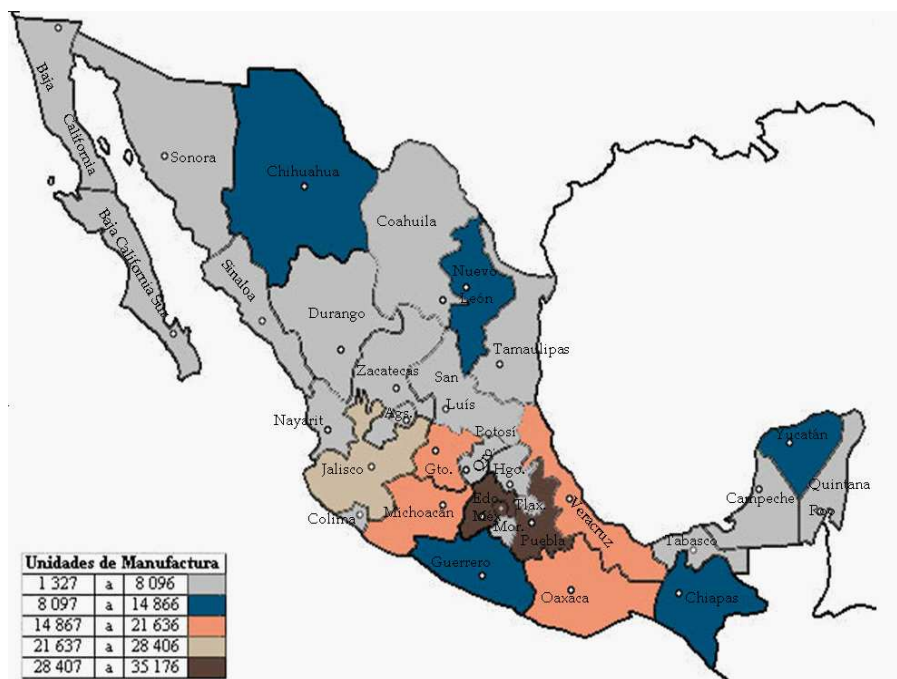 Baja
California
Sonora
Chihuahua
Coahuila
Baja California Sur
Sinaloa
Nuevo
León
Durango
Tamaulipas
Zacatecas
San
Luís
Potosí
Nayarit
Ags.
Yucatán
Jalisco
Gto.
Qro.
Hgo.
Campeche
Quintana
Roo
Colima
Michoacán
Edo.
Méx.
Tlax.
Mor.
Puebla
Veracruz
Tabasco
Guerrero
Oaxaca
Chiapas
Unidades de Manufactura
1 327 a 8 096
8 097 a 14 866
14 867 a 21 636
21 637 a 28 406
28 407 a 35 176